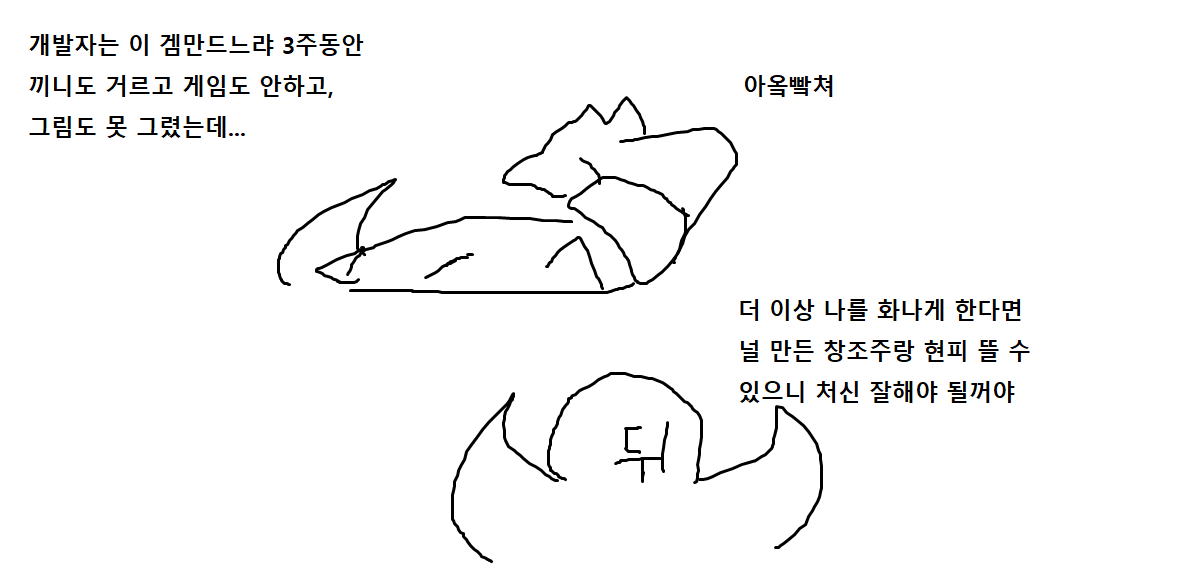 개발자는 이 겜만드느랴 3주동안
끼니도 거르고 게임도 안하고,
그림도 못 그렸는데...
아옼빸쳐
더 이상 나를 화나게 한다면
널 만든 창조주랑 현피 뜰 수
있으니 처신 잘해야 될꺼야
뒤